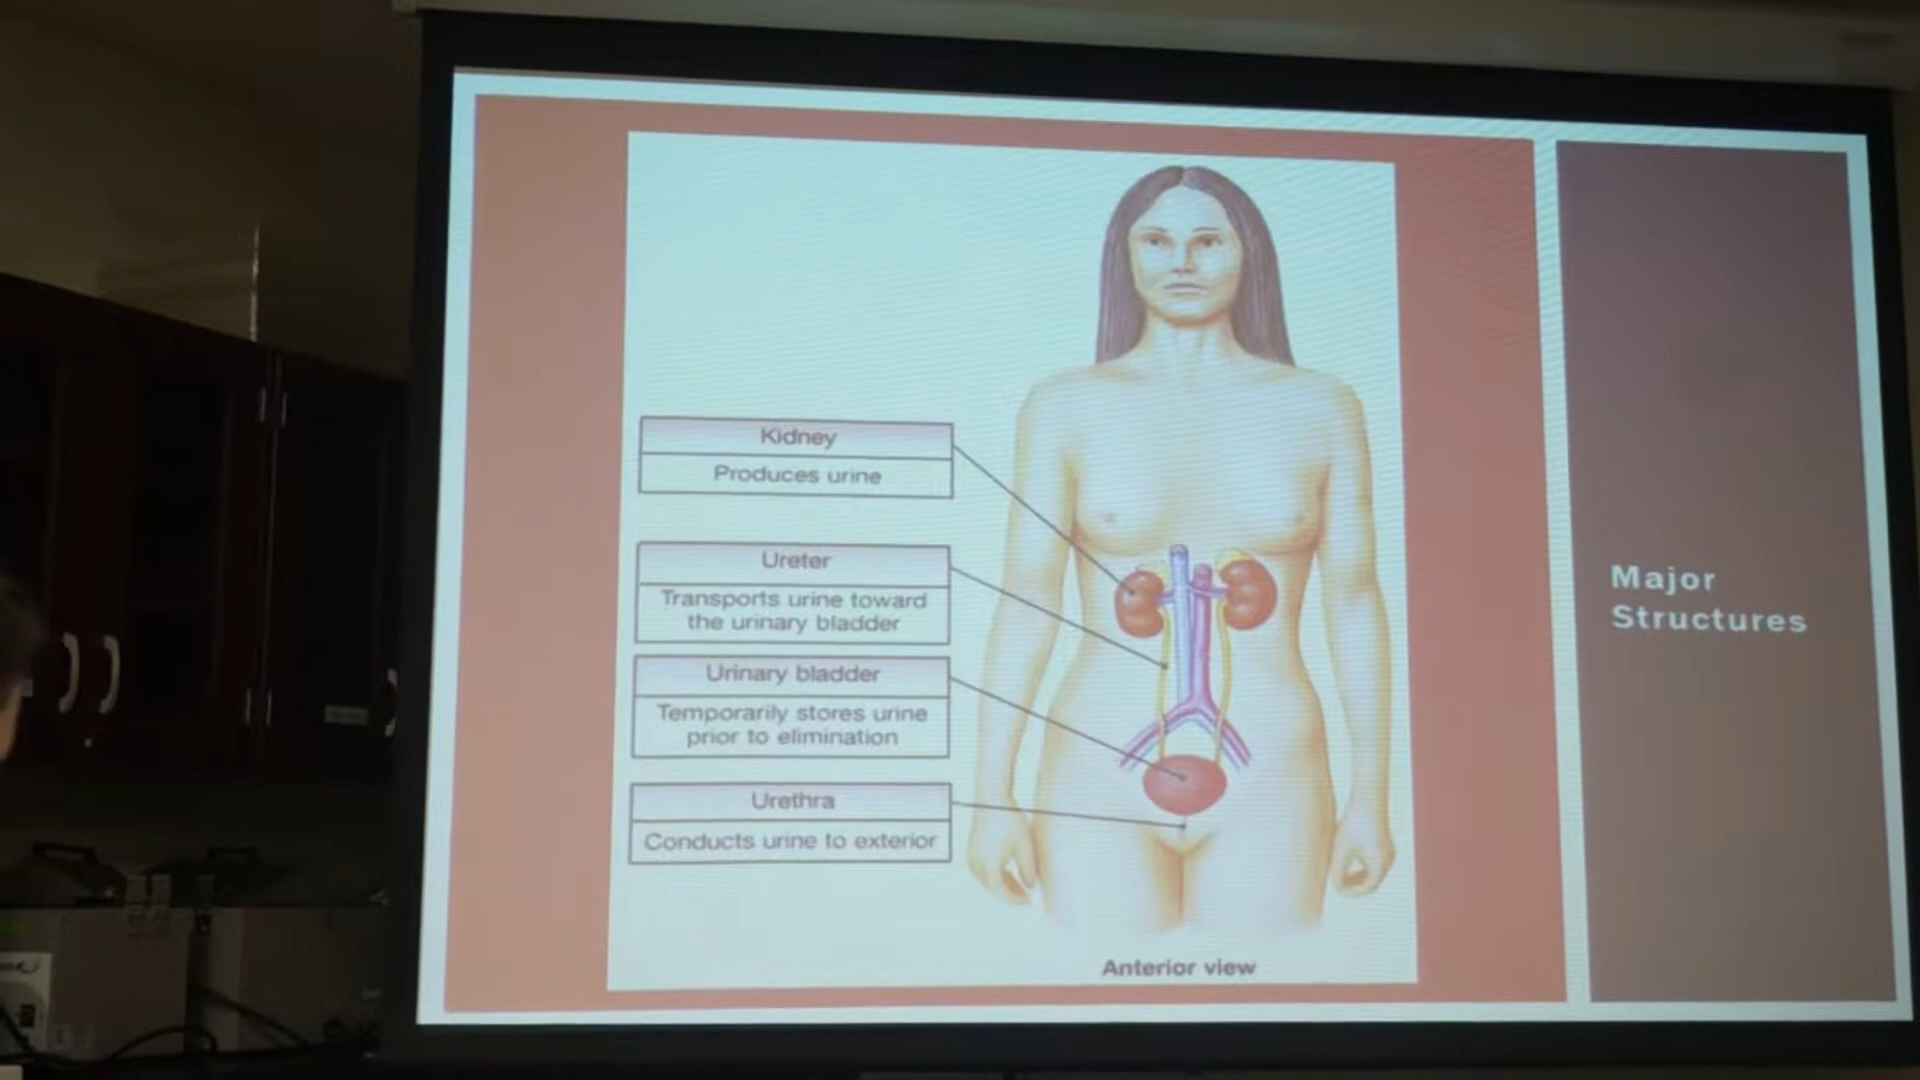 Kidney
Produces urine
Ureter
Transports urine toward
the urinary bladder
Urinary bladder
Temporarily stores urine
prior to elimination
Urethra
Conducts urine to exterior
Anterior view
Major
Structures